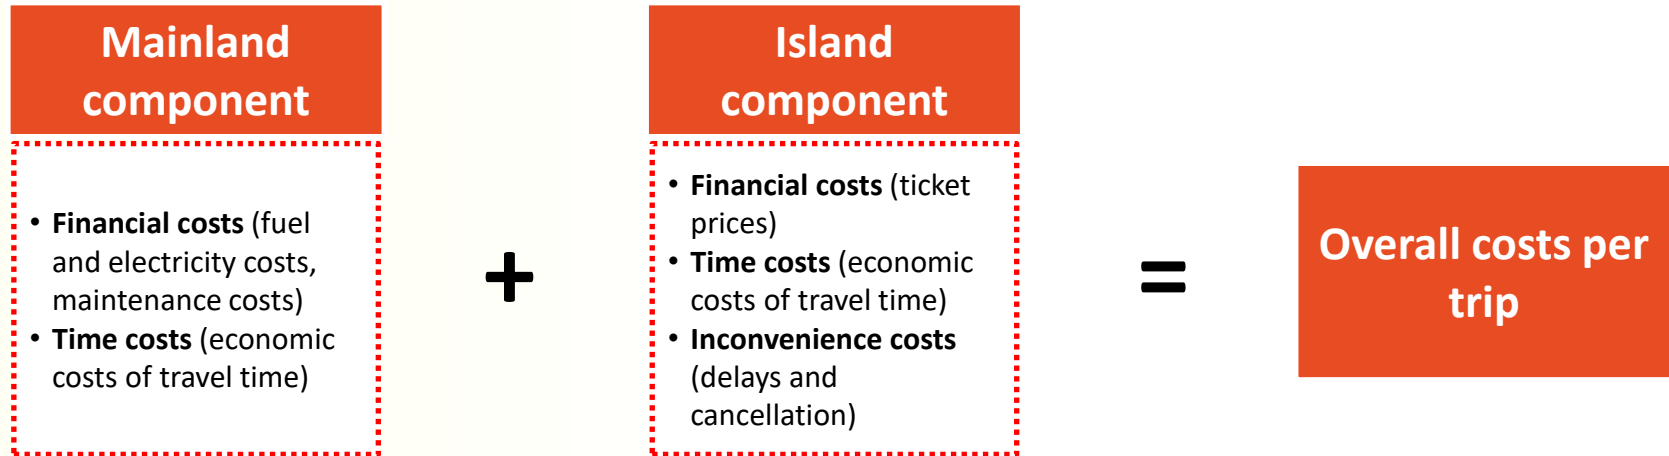 Mainland
component
• Financial costs (fuel
and electricity costs,
maintenance costs)
• Time costs (economic
costs of travel time)
+
Island
component
• Financial costs (ticket
prices)
• Time costs (economic
costs of travel time)
• Inconvenience costs
(delays and
cancellation)
=
Overall costs per
trip